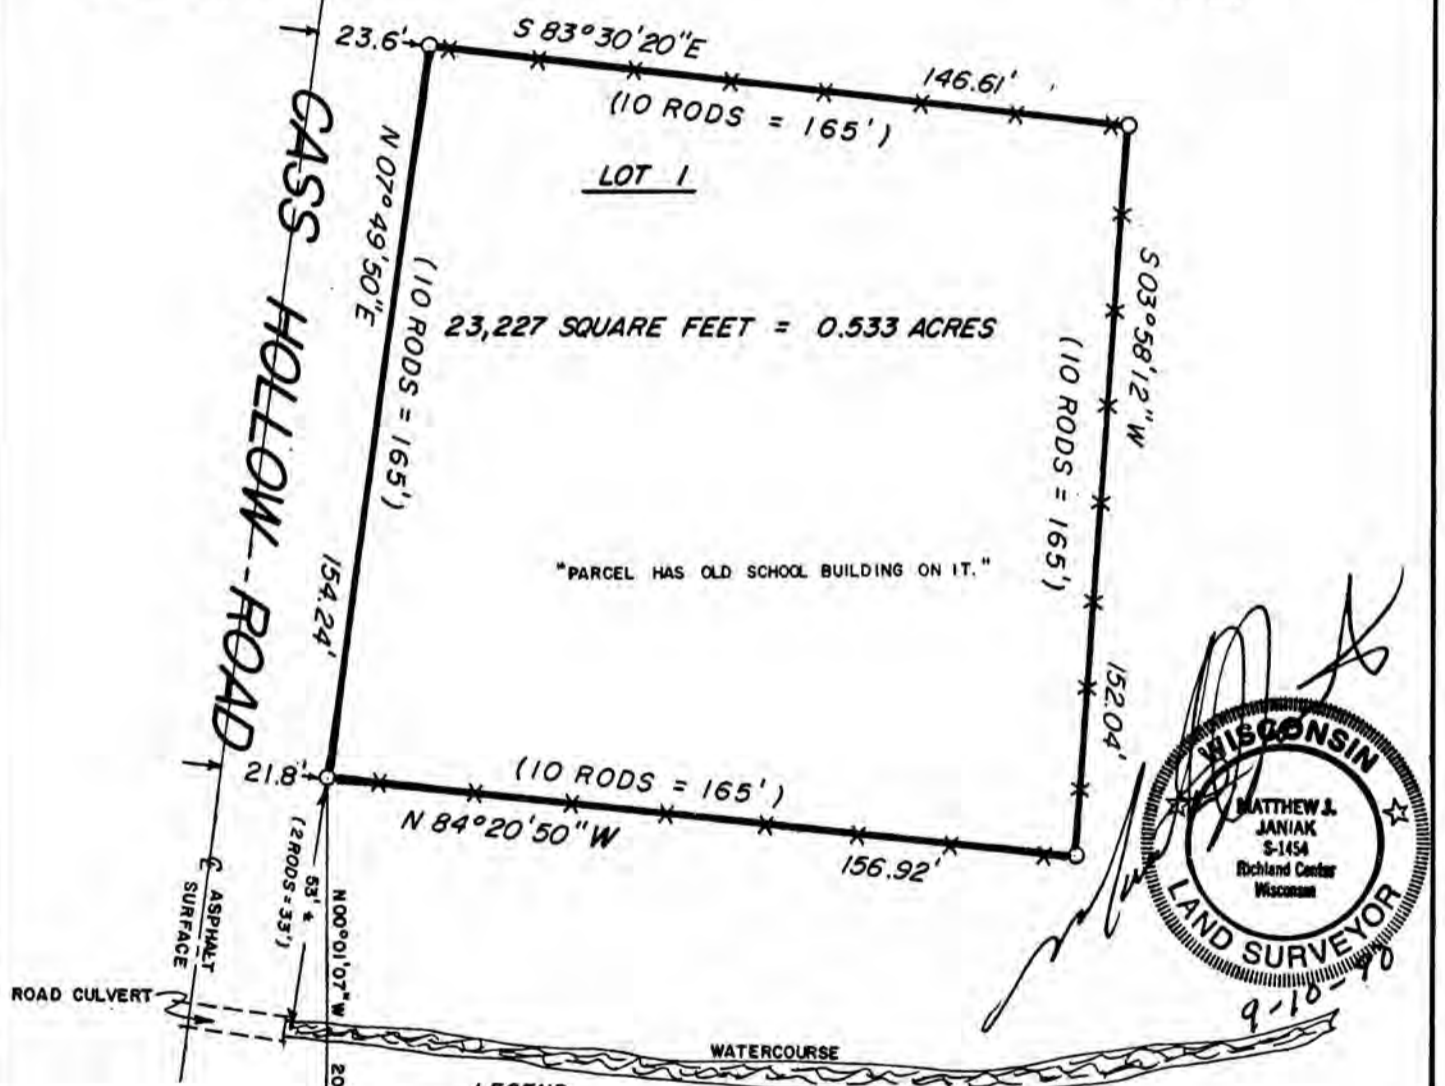 23.6'
S 83°30'20"E
146.61'
(10 RODS = 165')
LOT 1
CASS HOLLOW ROAD
N 07°49'50"E
(10 RODS = 165')
154.24'
23,227 SQUARE FEET = 0.533 ACRES
S 03°58'12"W
(10 RODS = 165')
152.04'
"PARCEL HAS OLD SCHOOL BUILDING ON IT."
21.8'
(10 RODS = 165')
N 84°20'50"W
156.92'
WISCONSIN
MATTHEW J.
JANIAK
S-1454
Richland Center
Wisconsin
LAND SURVEYOR
9-10-90
℄ ASPHALT
SURFACE
(2 RODS = 33')
53' ±
N 00°01'07"W
20
ROAD CULVERT
WATERCOURSE
LEGEND